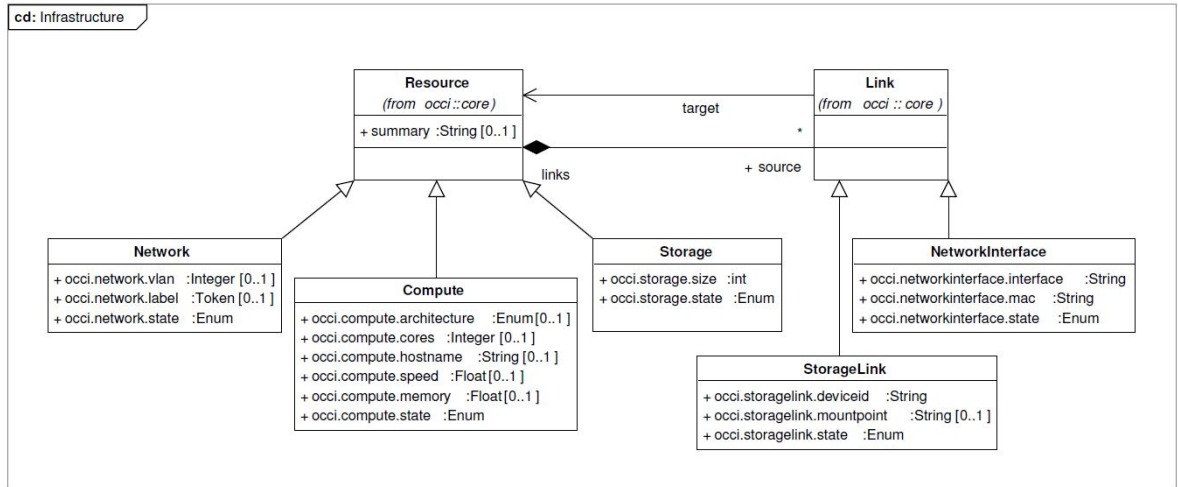 cd: Infrastructure
Resource
(from occi::core)
+ summary :String [0..1 ]
Link
(from occi :: core )
target
*
+ source
links
Network
+ occi.network.vlan :Integer [0..1 ]
+ occi.network.label :Token [0..1 ]
+ occi.network.state :Enum
Compute
+ occi.compute.architecture :Enum[0..1 ]
+ occi.compute.cores :Integer [0..1 ]
+ occi.compute.hostname :String [0..1 ]
+ occi.compute.speed :Float[0..1 ]
+ occi.compute.memory :Float[0..1 ]
+ occi.compute.state :Enum
Storage
+ occi.storage.size :int
+ occi.storage.state :Enum
NetworkInterface
+ occi.networkinterface.interface :String
+ occi.networkinterface.mac :String
+ occi.networkinterface.state :Enum
StorageLink
+ occi.storagelink.deviceid :String
+ occi.storagelink.mountpoint :String [0..1 ]
+ occi.storagelink.state :Enum